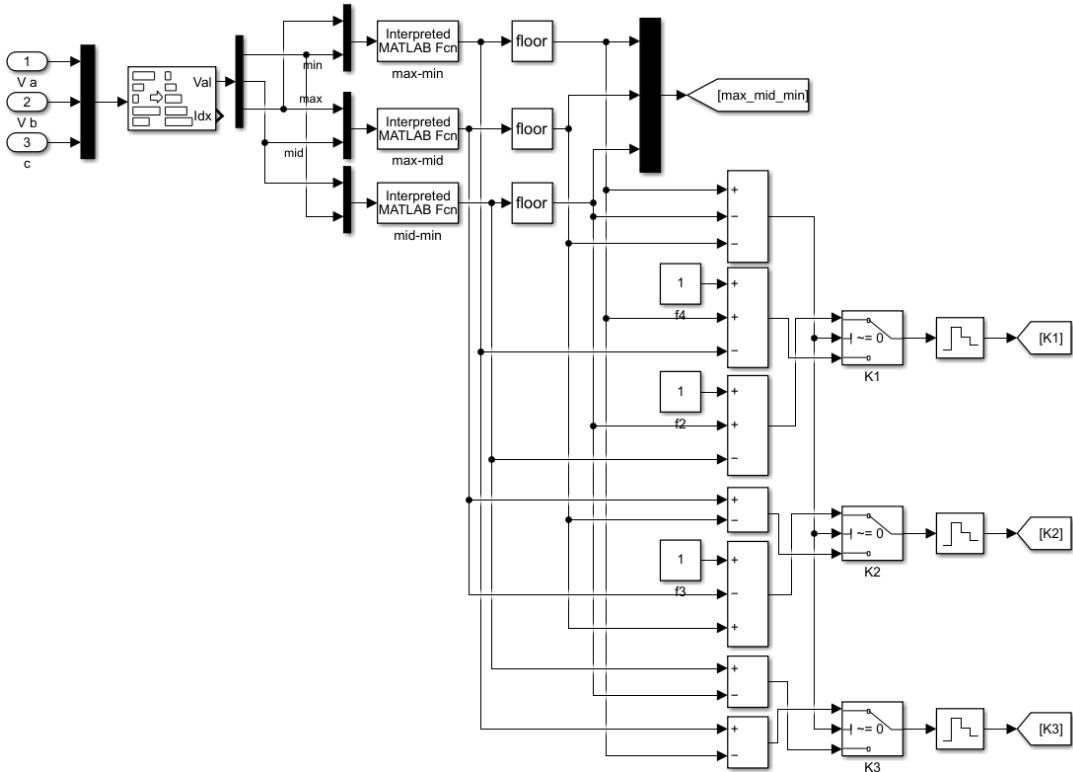 1
V a
2
V b
3
c
Val
Idx
min
max
mid
Interpreted
MATLAB Fcn
max-min
Interpreted
MATLAB Fcn
max-mid
Interpreted
MATLAB Fcn
mid-min
floor
floor
floor
[max_mid_min]
+
−
−
1
f4
+
+
−
1
f2
+
+
−
+
−
1
f3
+
−
+
+
−
+
−
~= 0
K1
[K1]
~= 0
K2
[K2]
~= 0
K3
[K3]